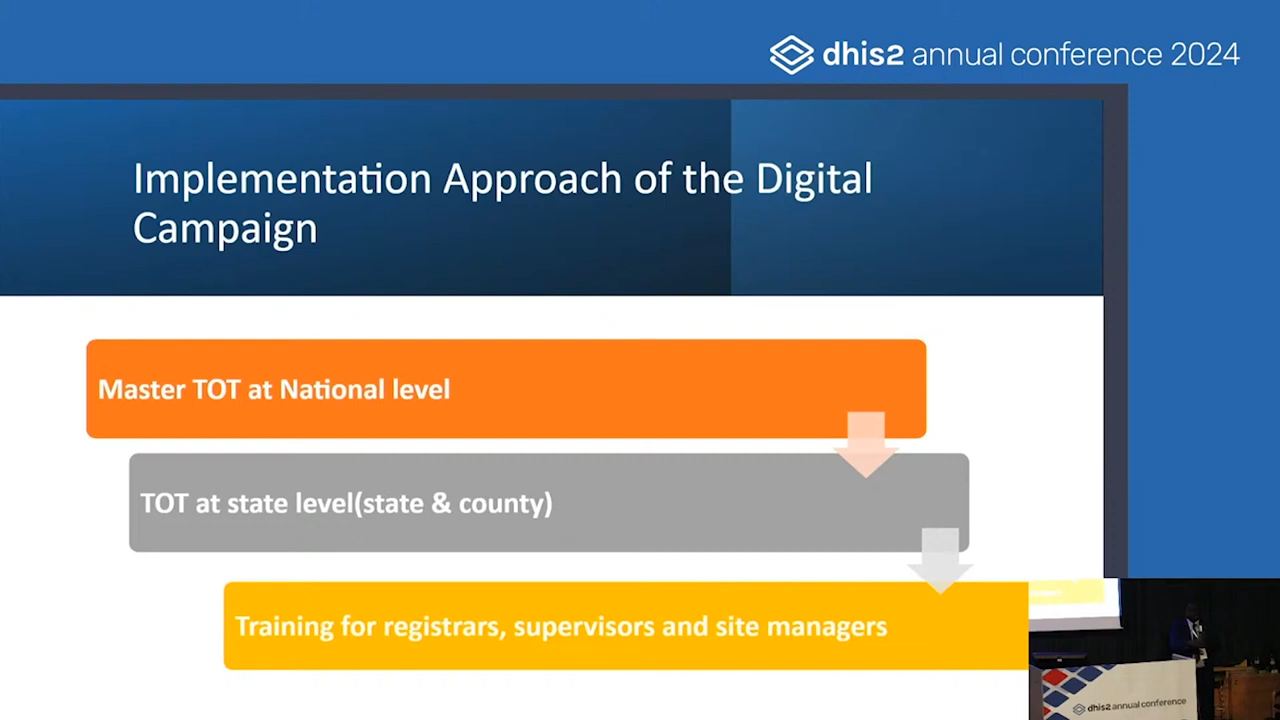 dhis2 annual conference 2024
Implementation Approach of the Digital
Campaign
Master TOT at National level
TOT at state level(state & county)
Training for registrars, supervisors and site managers
dhis2 annual conference